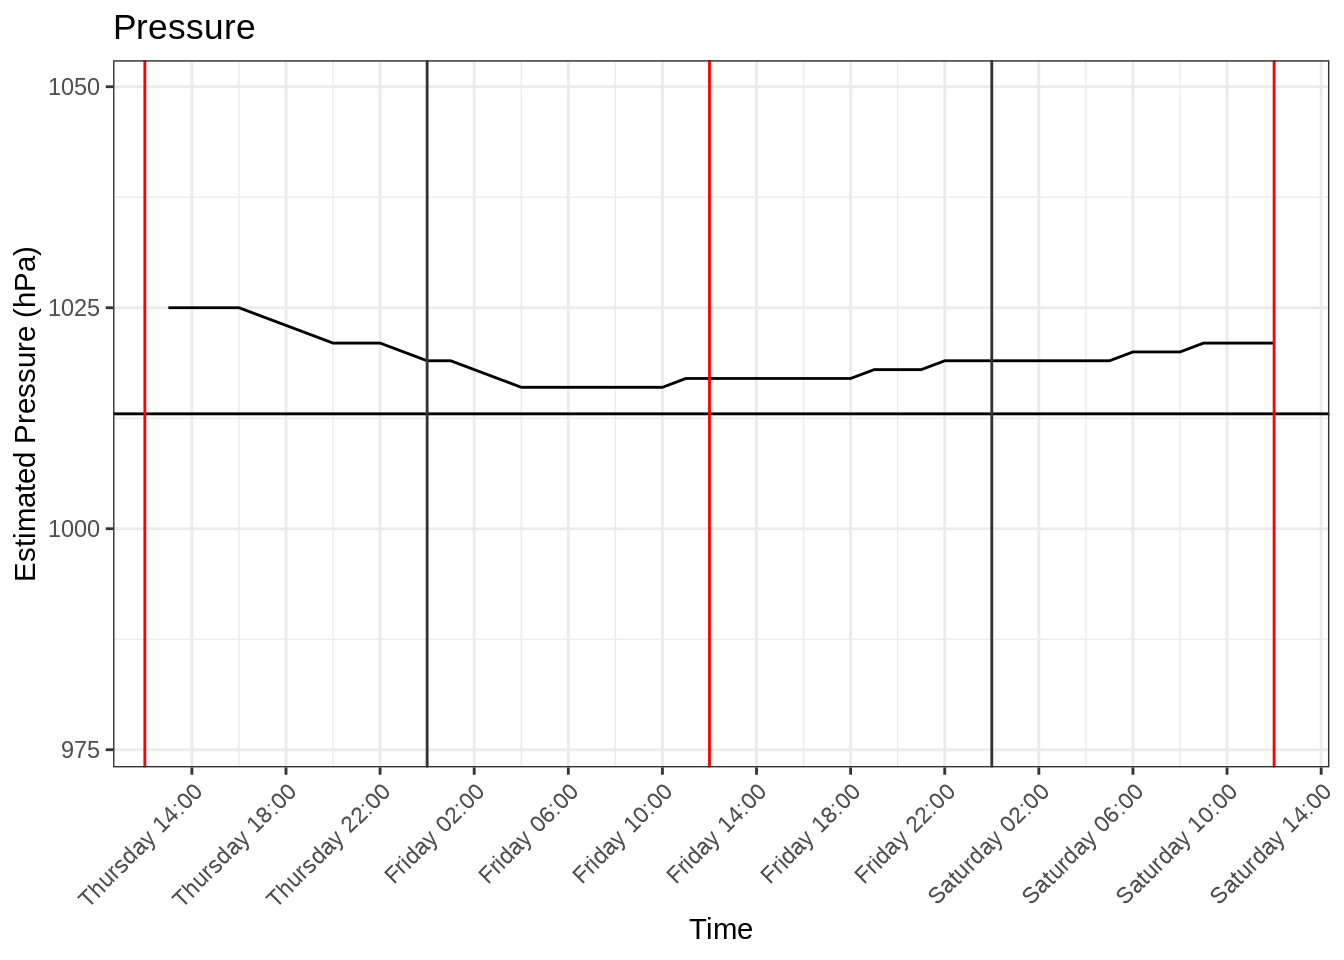 Pressure
Estimated Pressure (hPa)
1050
1025
1000
975
Thursday 14:00
Thursday 18:00
Thursday 22:00
Friday 02:00
Friday 06:00
Friday 10:00
Friday 14:00
Friday 18:00
Friday 22:00
Saturday 02:00
Saturday 06:00
Saturday 10:00
Saturday 14:00
Time